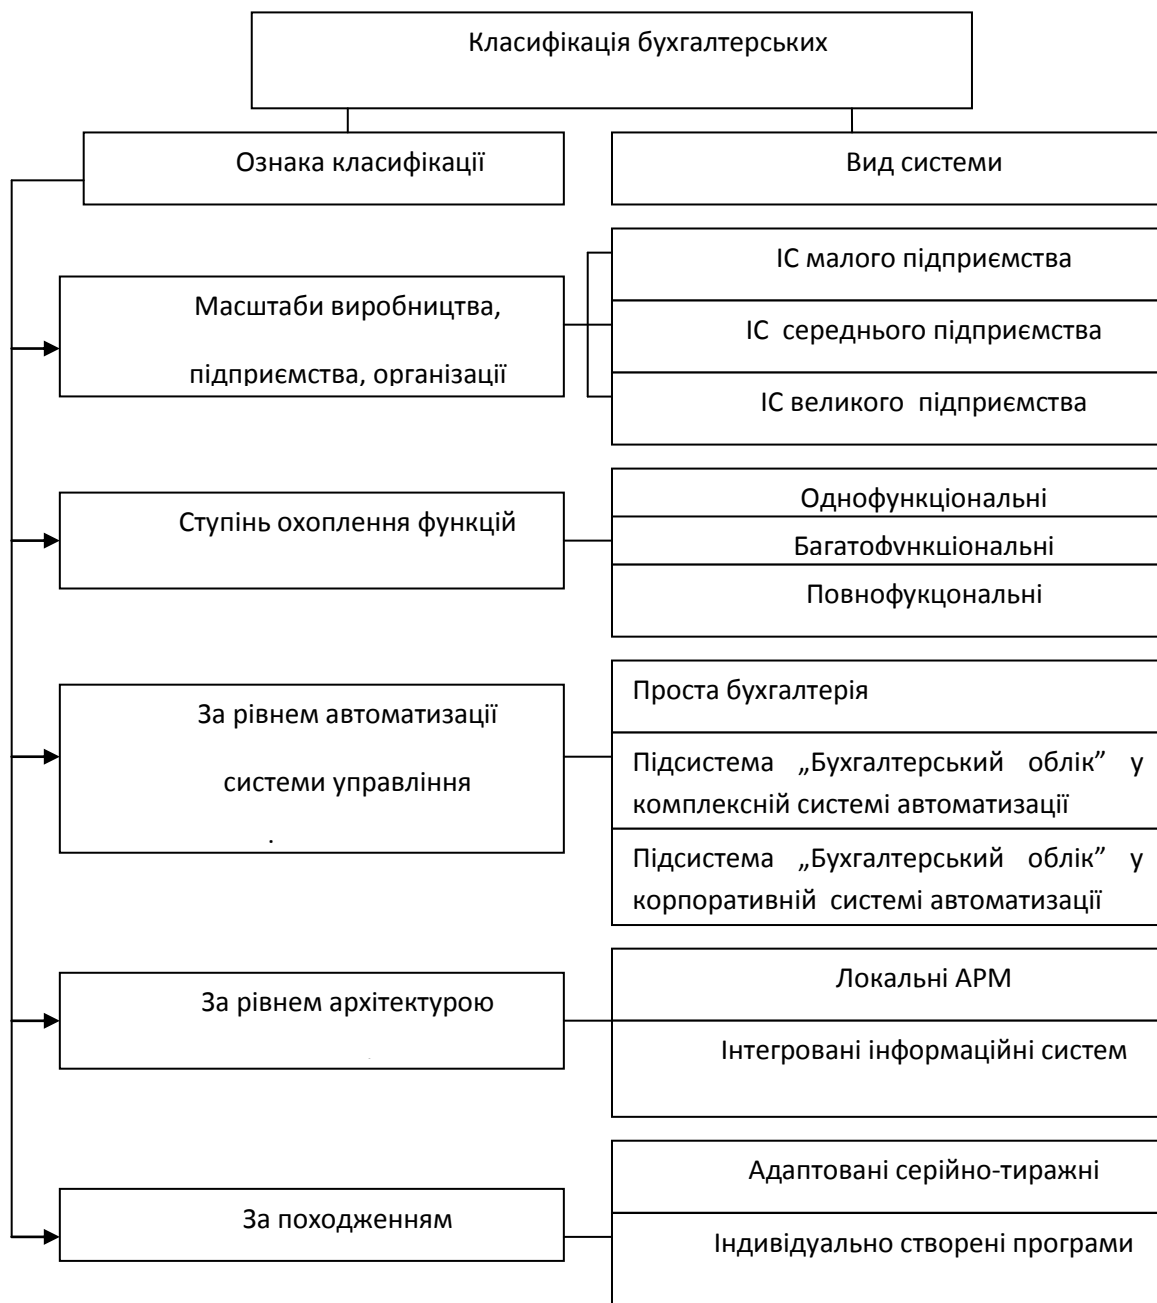 Класифікація бухгалтерських
Ознака класифікації
Вид системи
Масштаби виробництва,
підприємства, організації
ІС малого підприємства
ІС середнього підприємства
ІС великого підприємства
Ступінь охоплення функцій
Однофункціональні
Багатофункціональні
Повнофукцональні
За рівнем автоматизації
системи управління
.
Проста бухгалтерія
Підсистема „Бухгалтерський облік” у
комплексній системі автоматизації
Підсистема „Бухгалтерський облік” у
корпоративній системі автоматизації
За рівнем архітектурою
Локальні АРМ
Інтегровані інформаційні систем
За походженням
Адаптовані серійно-тиражні
Індивідуально створені програми